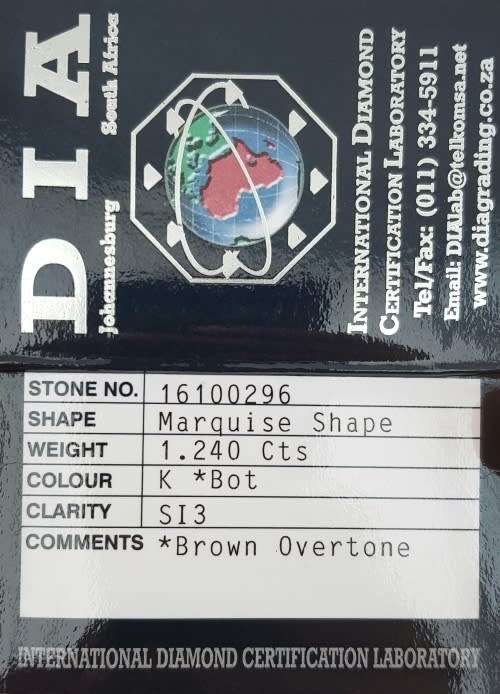 DIA
Johannesburg South Africa
INTERNATIONAL DIAMOND
CERTIFICATION LABORATORY
Tel/Fax: (011) 334-5911
Email: DIAlab@telkomsa.net
www.diagrading.co.za
STONE NO. 16100296
SHAPE Marquise Shape
WEIGHT 1.240 Cts
COLOUR K *Bot
CLARITY SI3
COMMENTS *Brown Overtone
INTERNATIONAL DIAMOND CERTIFICATION LABORATORY